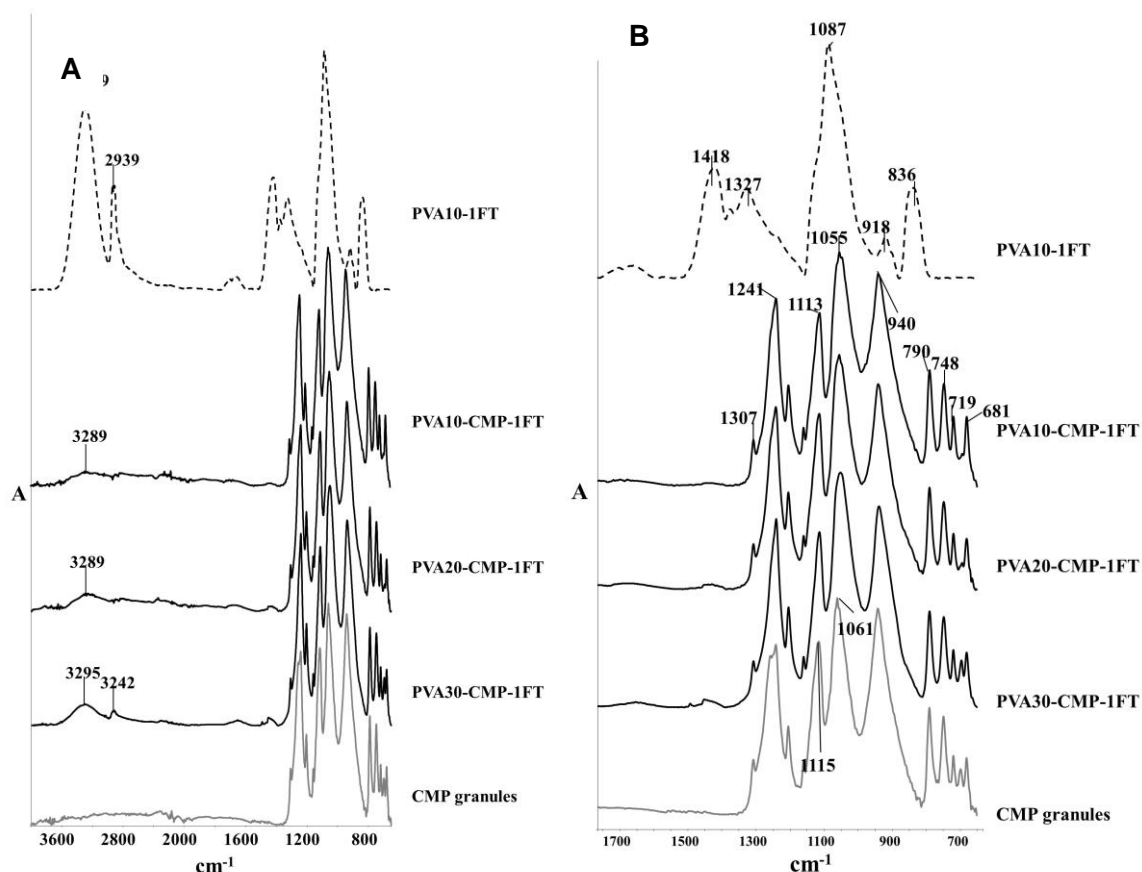 A
9
2939
PVA10-1FT
3289
PVA10-CMP-1FT
A
3289
PVA20-CMP-1FT
3295
3242
PVA30-CMP-1FT
CMP granules
3600 2800 2000 1200 800
cm-1
B
1087
1418
1327
836
918
PVA10-1FT
1055
1241
1113
940
790
748
719
681
1307
PVA10-CMP-1FT
A
PVA20-CMP-1FT
1061
PVA30-CMP-1FT
1115
CMP granules
1700 1500 1300 1100 900 700
cm-1